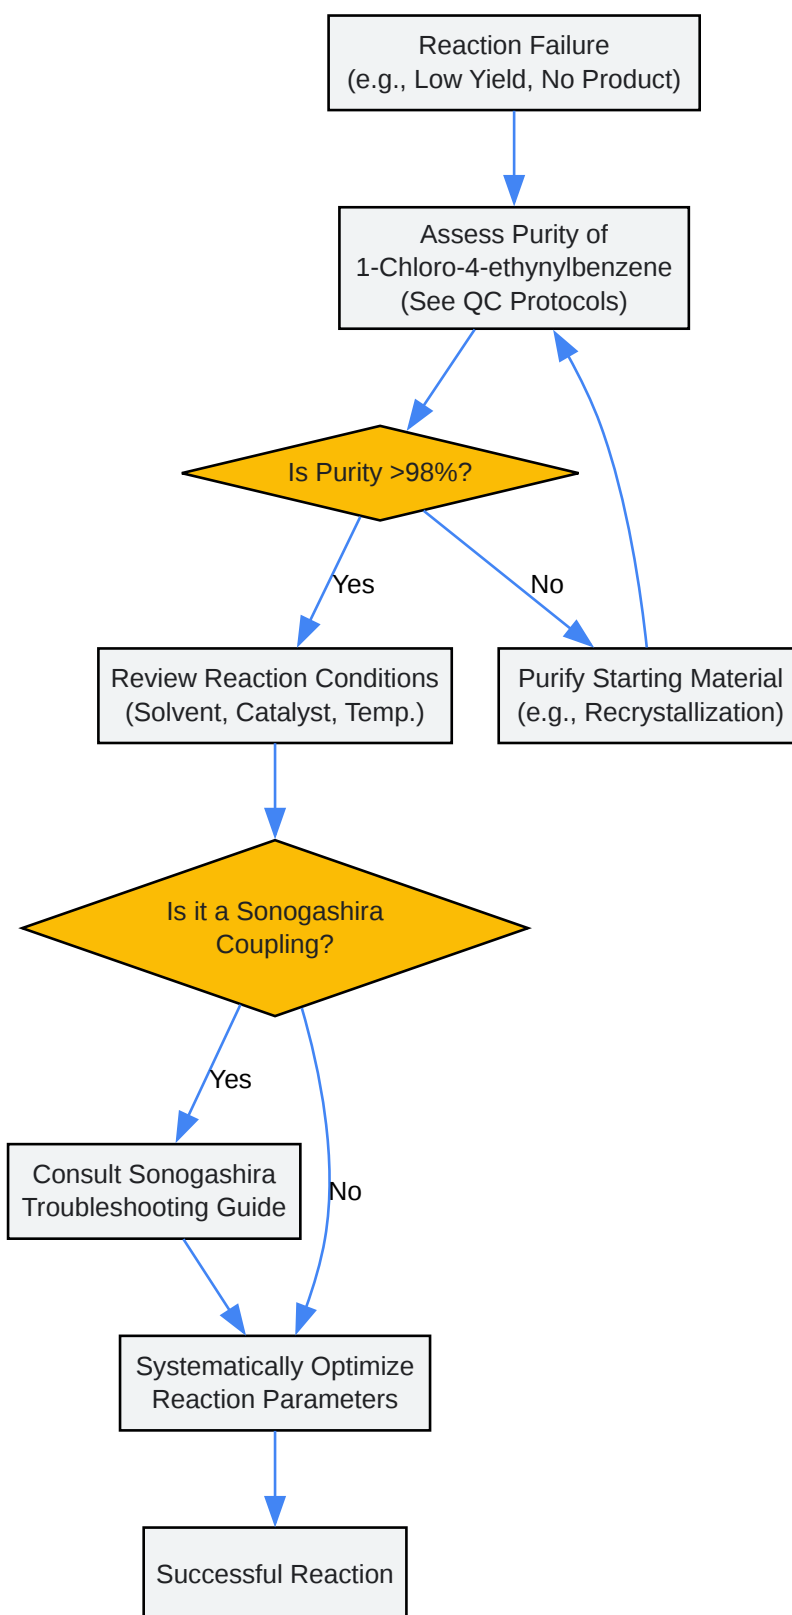 Reaction Failure
(e.g., Low Yield, No Product)
Assess Purity of
1-Chloro-4-ethynylbenzene
(See QC Protocols)
Is Purity >98%?
Yes
No
Review Reaction Conditions
(Solvent, Catalyst, Temp.)
Purify Starting Material
(e.g., Recrystallization)
Is it a Sonogashira
Coupling?
Yes
No
Consult Sonogashira
Troubleshooting Guide
Systematically Optimize
Reaction Parameters
Successful Reaction